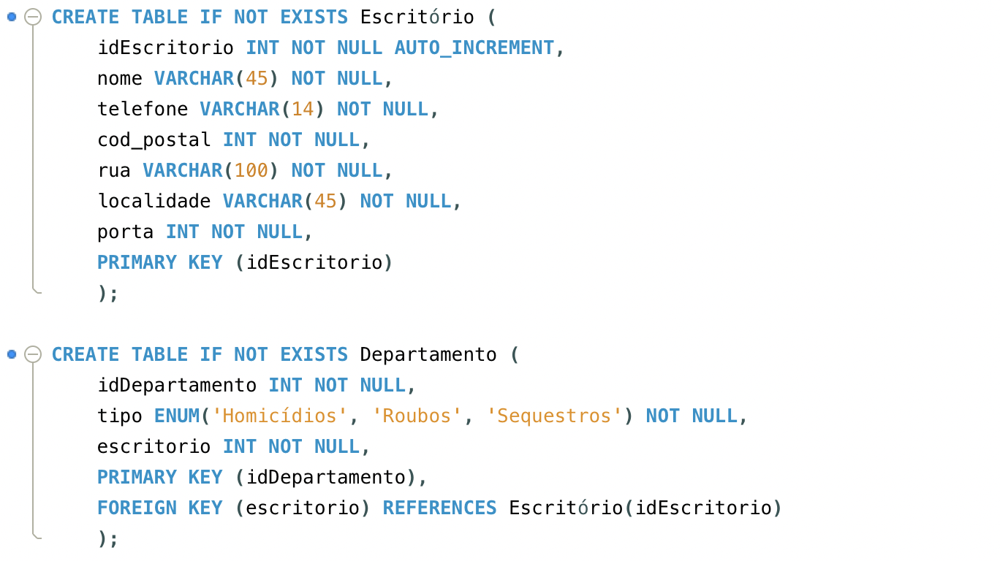 CREATE TABLE IF NOT EXISTS Escritório (
idEscritorio INT NOT NULL AUTO_INCREMENT,
nome VARCHAR(45) NOT NULL,
telefone VARCHAR(14) NOT NULL,
cod_postal INT NOT NULL,
rua VARCHAR(100) NOT NULL,
localidade VARCHAR(45) NOT NULL,
porta INT NOT NULL,
PRIMARY KEY (idEscritorio)
);
CREATE TABLE IF NOT EXISTS Departamento (
idDepartamento INT NOT NULL,
tipo ENUM('Homicídios', 'Roubos', 'Sequestros') NOT NULL,
escritorio INT NOT NULL,
PRIMARY KEY (idDepartamento),
FOREIGN KEY (escritorio) REFERENCES Escritório(idEscritorio)
);